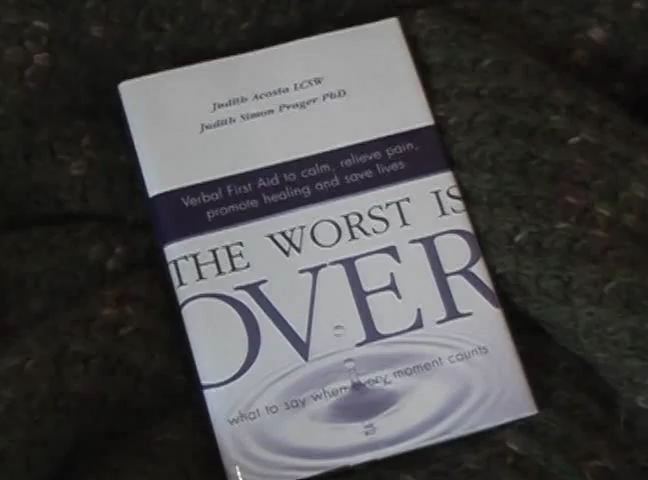 Judith Acosta LCSW
Judith Simon Prager PhD
Verbal First Aid to calm, relieve pain,
promote healing and save lives
THE WORST IS
OVER
what to say when every moment counts